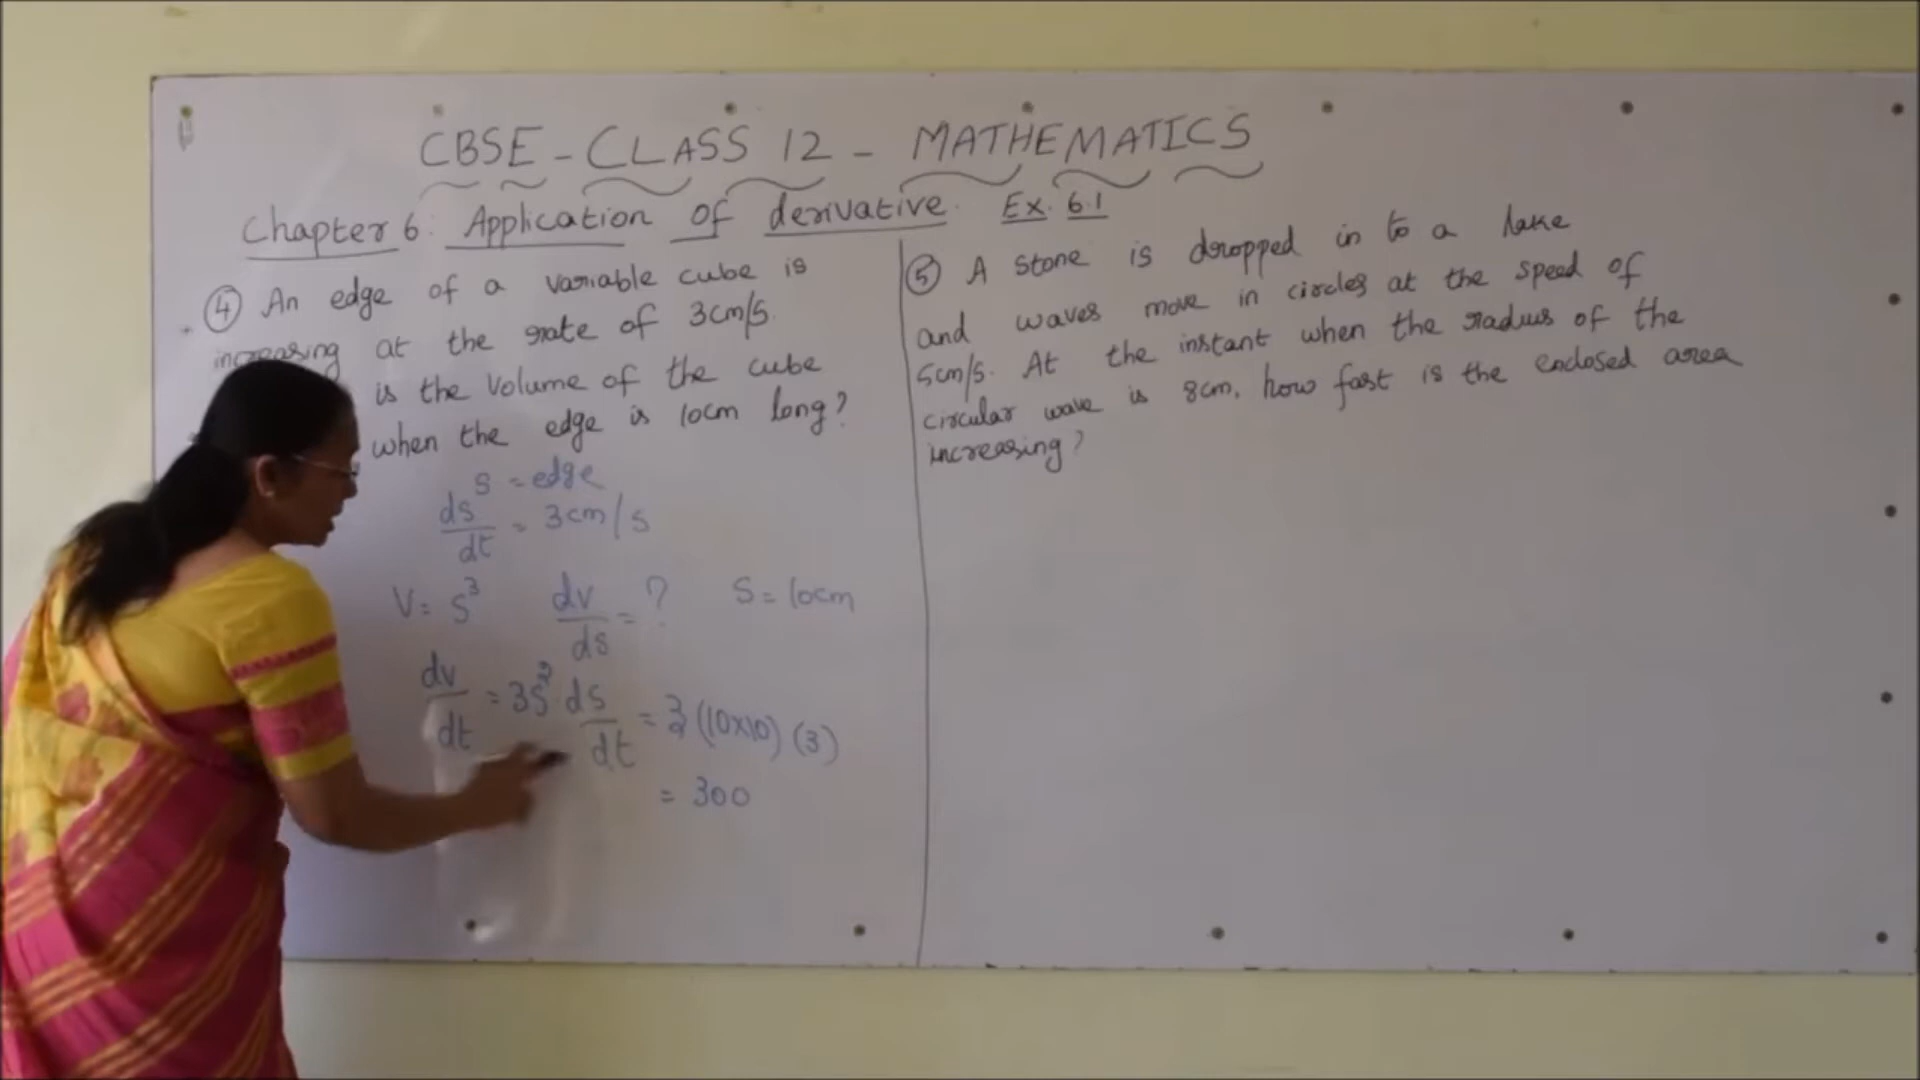 CBSE - CLASS 12 - MATHEMATICS
Chapter 6: Application of derivative. Ex. 6.1
④ An edge of a variable cube is
increasing at the rate of 3cm/s.
is the volume of the cube
when the edge is 10cm long?
s = edge
ds/dt = 3cm/s
V = s³ dv/ds = ? S = 10cm
dv/dt = 3s² ds/dt = 3 (10x10) (3)
= 300
⑤ A stone is dropped in to a lake
and waves move in circles at the speed of
5cm/s. At the instant when the radius of the
circular wave is 8cm, how fast is the enclosed area
increasing?